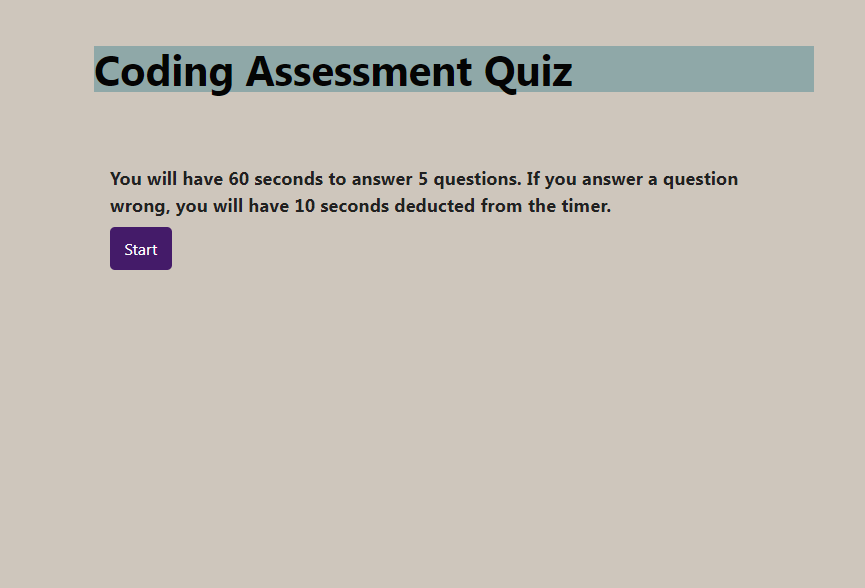 Coding Assessment Quiz
You will have 60 seconds to answer 5 questions. If you answer a question
wrong, you will have 10 seconds deducted from the timer.
Start